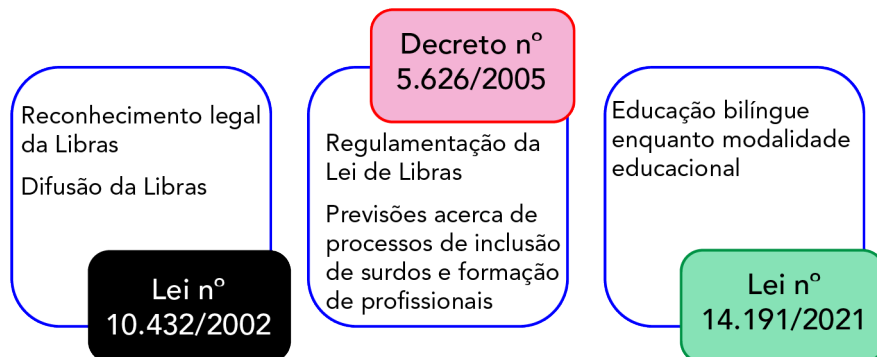 Reconhecimento legal
da Libras
Difusão da Libras
Lei nº
10.432/2002
Decreto nº
5.626/2005
Regulamentação da
Lei de Libras
Previsões acerca de
processos de inclusão
de surdos e formação
de profissionais
Educação bilíngue
enquanto modalidade
educacional
Lei nº
14.191/2021